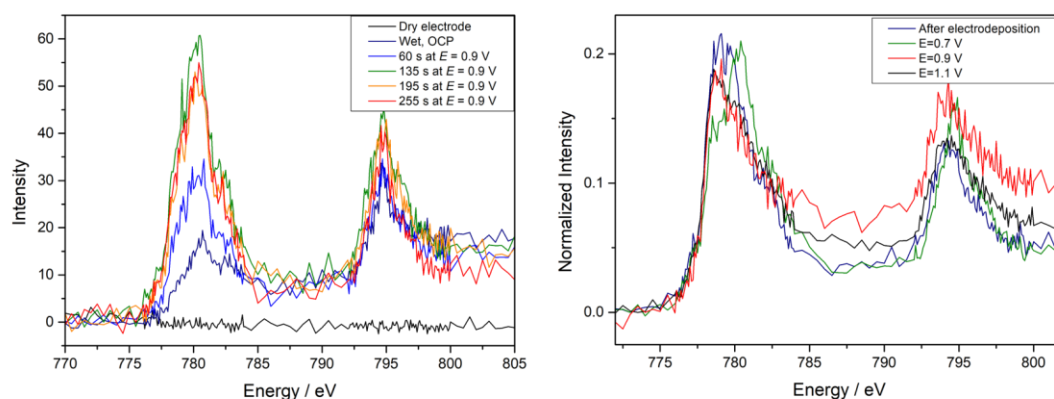 60
50
40
30
20
10
0
Intensity
770 775 780 785 790 795 800 805
Energy / eV
Dry electrode
Wet, OCP
60 s at E = 0.9 V
135 s at E = 0.9 V
195 s at E = 0.9 V
255 s at E = 0.9 V
0.2
0.1
0.0
Normalized Intensity
775 780 785 790 795 800
Energy / eV
After electrodeposition
E=0.7 V
E=0.9 V
E=1.1 V